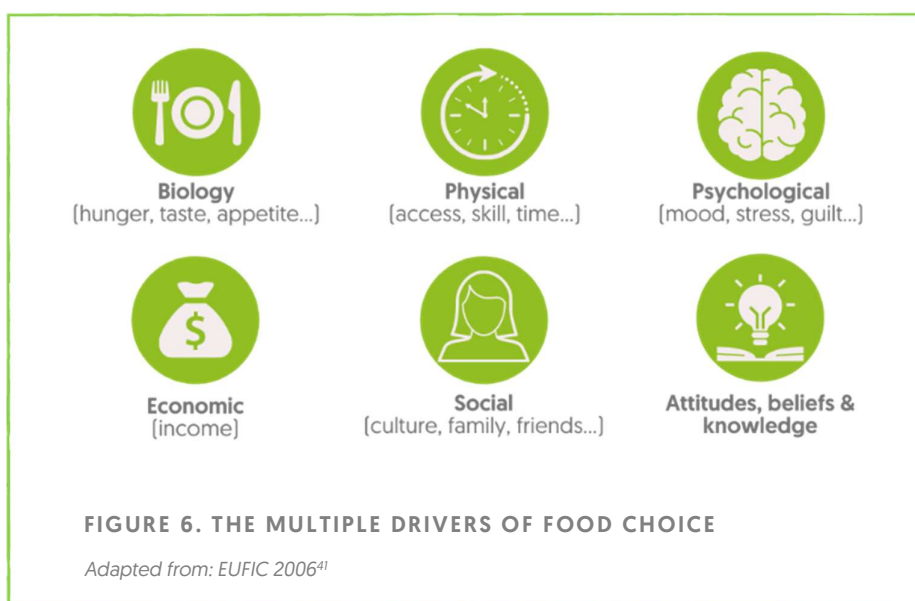 Biology
(hunger, taste, appetite...)
Physical
(access, skill, time...)
Psychological
(mood, stress, guilt...)
$
Economic
(income)
Social
(culture, family, friends...)
Attitudes, beliefs &
knowledge
FIGURE 6. THE MULTIPLE DRIVERS OF FOOD CHOICE
Adapted from: EUFIC 2006⁴¹